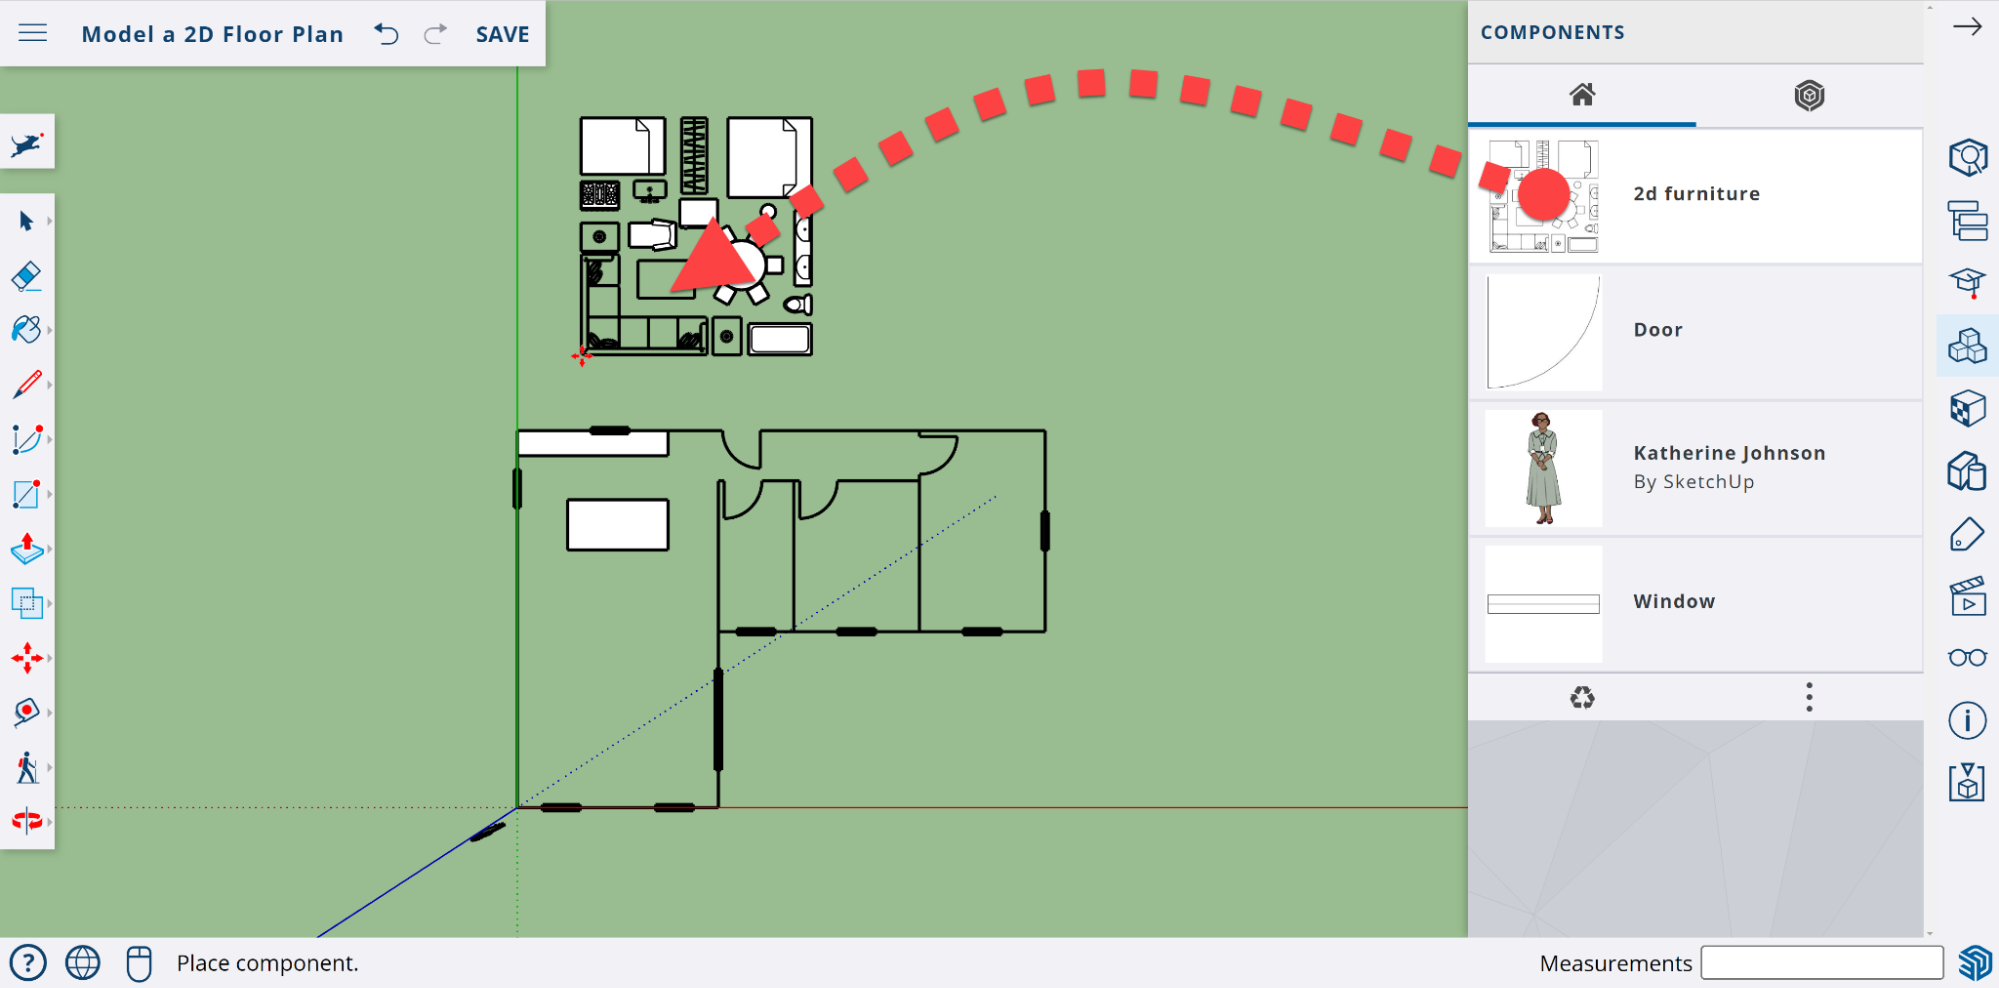 Model a 2D Floor Plan
SAVE
COMPONENTS
2d furniture
Door
Katherine Johnson
By SketchUp
Window
?
i
Place component.
Measurements